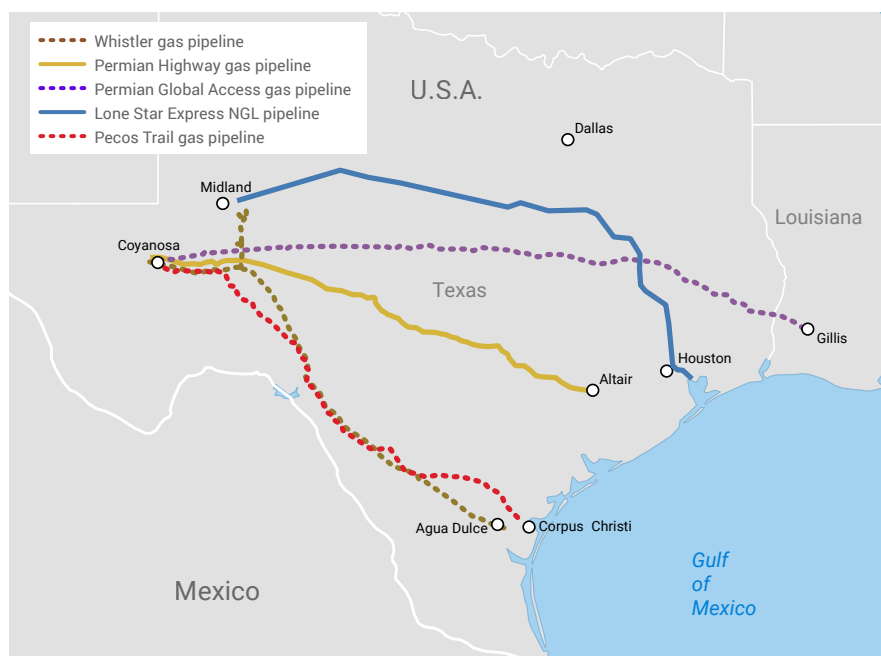 Whistler gas pipeline
Permian Highway gas pipeline
Permian Global Access gas pipeline
Lone Star Express NGL pipeline
Pecos Trail gas pipeline
U.S.A.
Dallas
Midland
Louisiana
Coyanosa
Texas
Gillis
Houston
Altair
Agua Dulce
Corpus Christi
Gulf
of
Mexico
Mexico